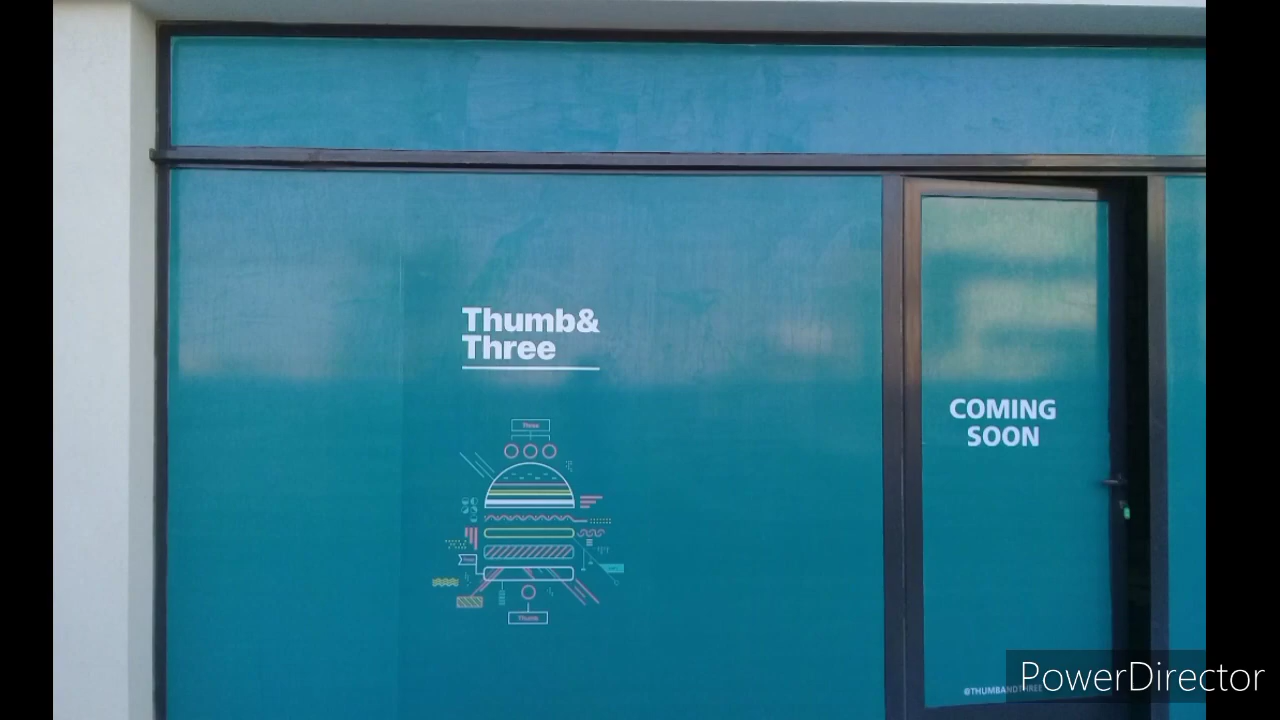 Thumb&
Three
Three
COMING
SOON
Thumb
@THUMBANDTHREE
PowerDirector